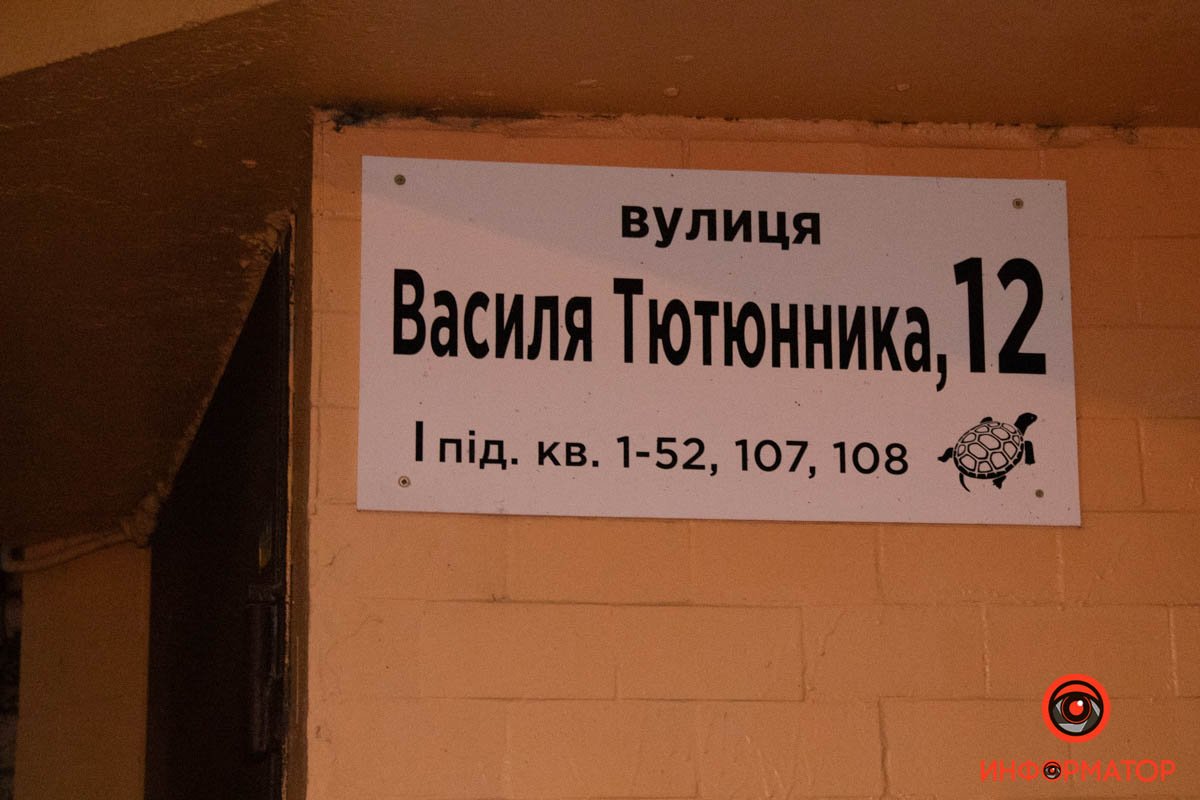 вулиця
Василя Тютюнника, 12
І під. кв. 1-52, 107, 108
ИНФОРМАТОР